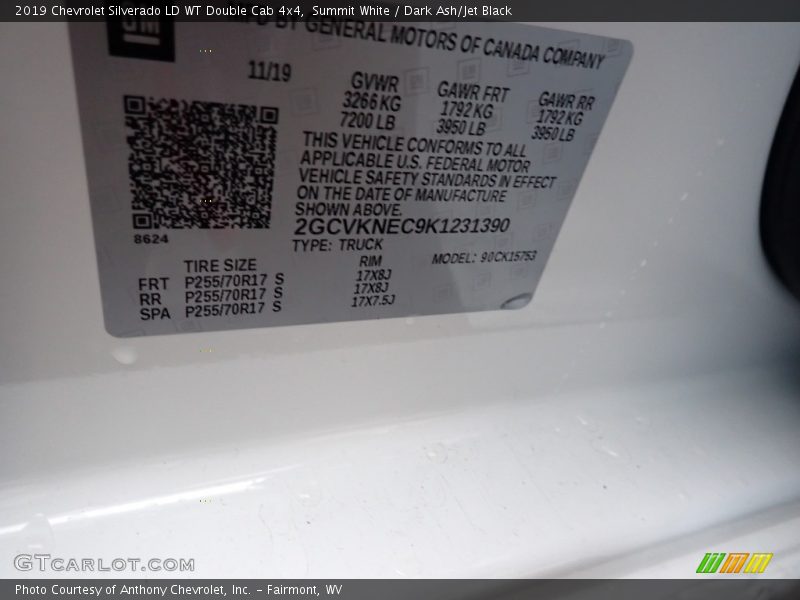 2019 Chevrolet Silverado LD WT Double Cab 4x4, Summit White / Dark Ash/Jet Black
GM
BY GENERAL MOTORS OF CANADA COMPANY
11/19
GVWR GAWR FRT GAWR RR
3266 KG 1792 KG 1792 KG
7200 LB 3950 LB 3950 LB
THIS VEHICLE CONFORMS TO ALL
APPLICABLE U.S. FEDERAL MOTOR
VEHICLE SAFETY STANDARDS IN EFFECT
ON THE DATE OF MANUFACTURE
SHOWN ABOVE.
2GCVKNEC9K1231390
8624
TYPE: TRUCK MODEL: 90CK15753
TIRE SIZE RIM
FRT P255/70R17 S 17X8J
RR P255/70R17 S 17X8J
SPA P255/70R17 S 17X7.5J
GTCARLOT.COM
Photo Courtesy of Anthony Chevrolet, Inc. – Fairmont, WV